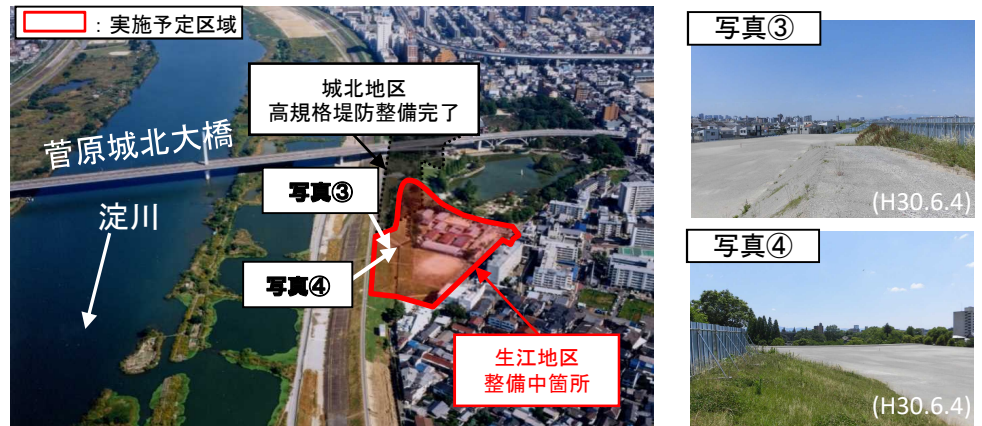 ：実施予定区域
城北地区
高規格堤防整備完了
菅原城北大橋
写真③
淀川
写真④
生江地区
整備中箇所
写真③
(H30.6.4)
写真④
(H30.6.4)